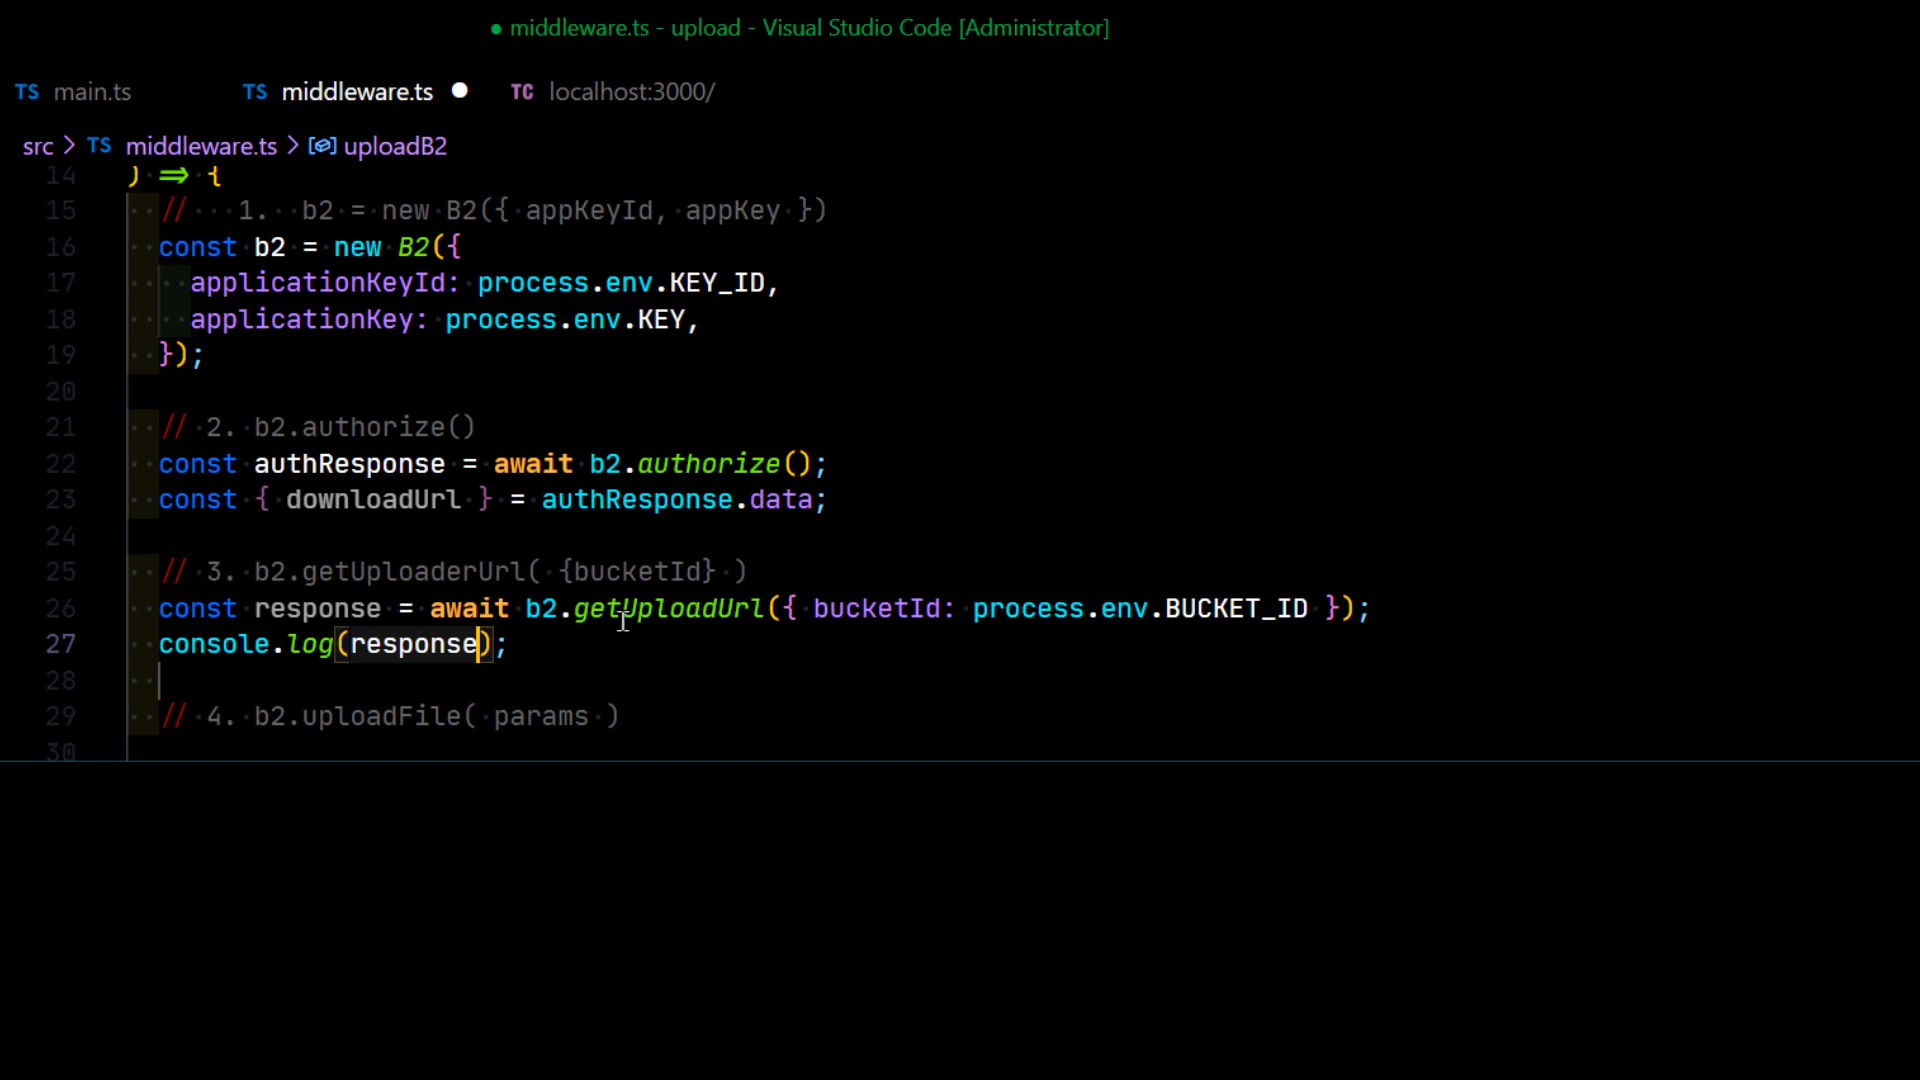 ● middleware.ts - upload - Visual Studio Code [Administrator]
TS main.ts TS middleware.ts ● TC localhost:3000/
src > TS middleware.ts > uploadB2
14 ) => {
15 // 1. b2 = new B2({ appKeyId, appKey })
16 const b2 = new B2({
17 applicationKeyId: process.env.KEY_ID,
18 applicationKey: process.env.KEY,
19 });
20
21 // 2. b2.authorize()
22 const authResponse = await b2.authorize();
23 const { downloadUrl } = authResponse.data;
24
25 // 3. b2.getUploaderUrl( {bucketId} )
26 const response = await b2.getUploadUrl({ bucketId: process.env.BUCKET_ID });
27 console.log(response);
28
29 // 4. b2.uploadFile( params )
30